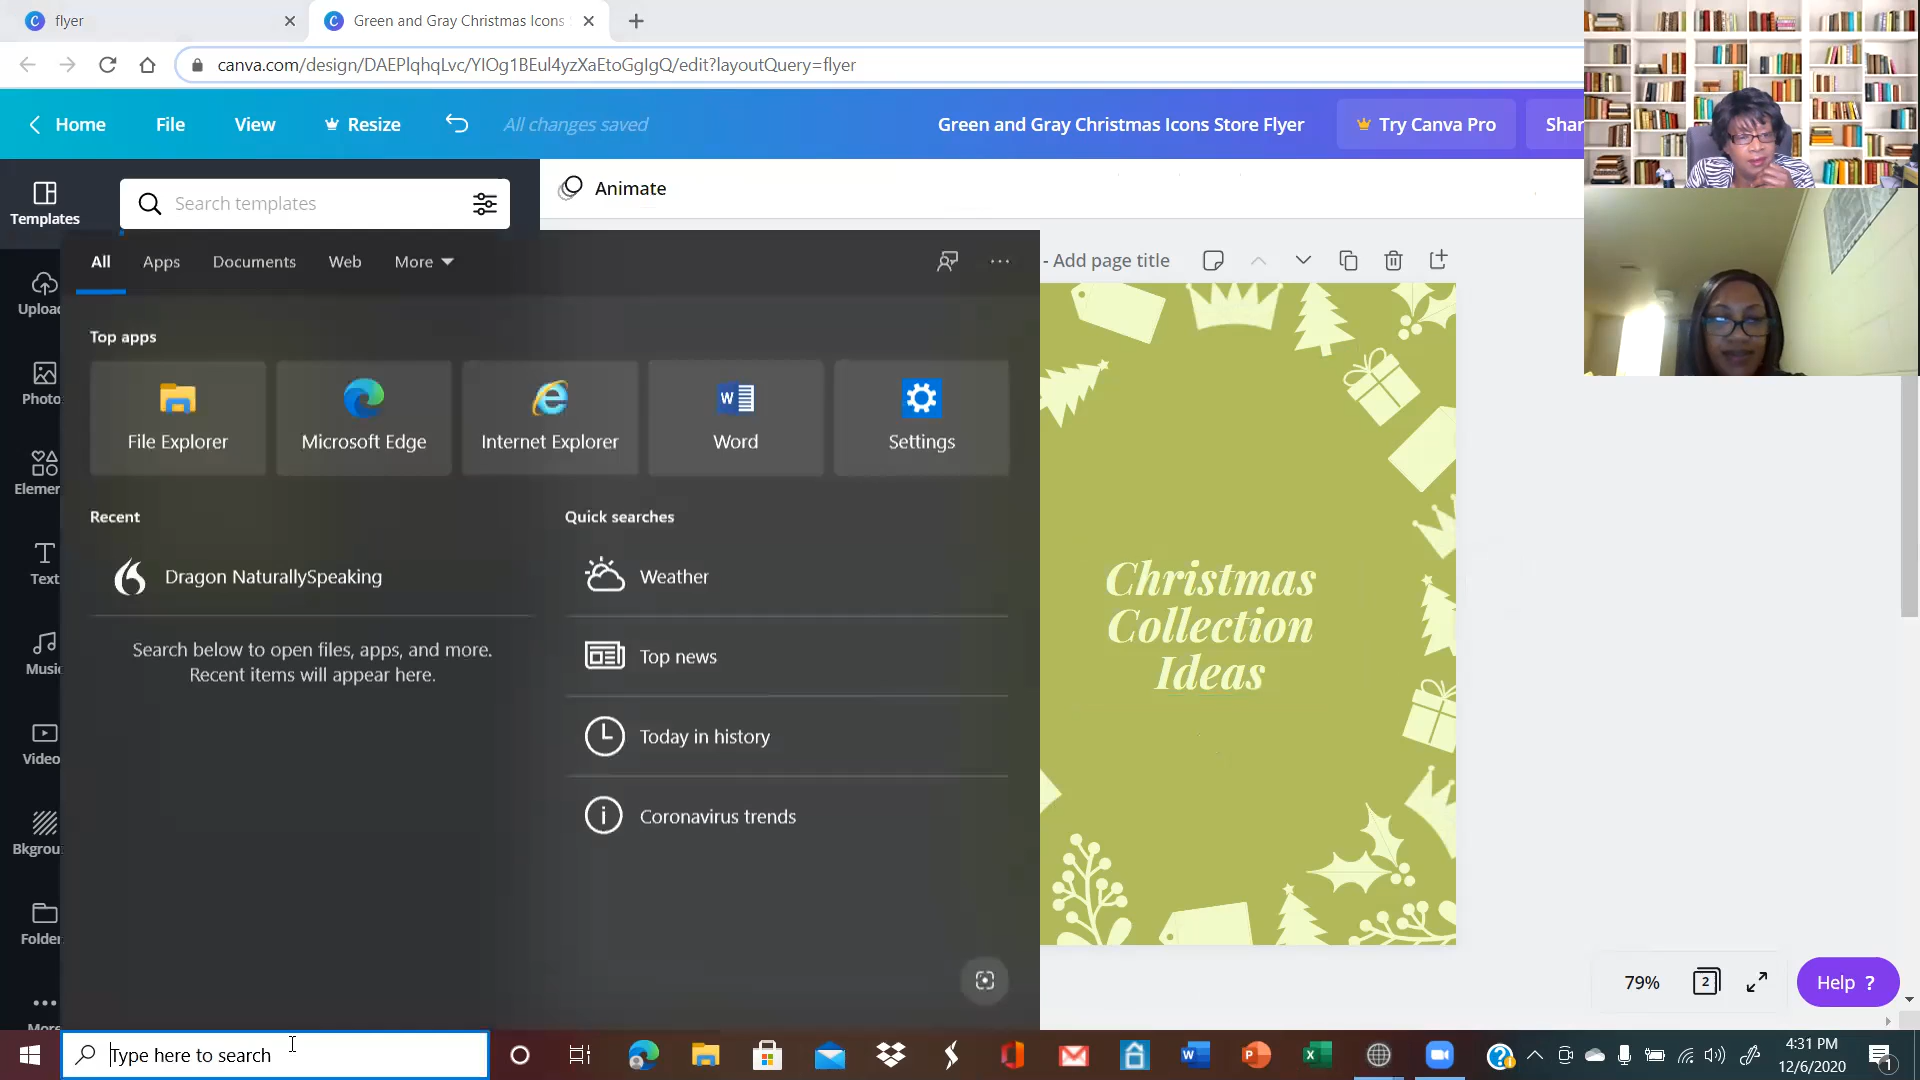 flyer
Green and Gray Christmas Icons
canva.com/design/DAEPlqhqLvc/YIOg1BEul4yzXaEtoGgIgQ/edit?layoutQuery=flyer
Home File View Resize All changes saved Green and Gray Christmas Icons Store Flyer Try Canva Pro Shar
Templates
Search templates
Animate
All Apps Documents Web More
- Add page title
Uploa
Photo
Elemen
Text
Music
Video
Bkgrou
Folder
More
Top apps
File Explorer Microsoft Edge Internet Explorer Word Settings
Recent
Dragon NaturallySpeaking
Search below to open files, apps, and more.
Recent items will appear here.
Quick searches
Weather
Top news
Today in history
Coronavirus trends
Christmas
Collection
Ideas
79% 2 Help ?
Type here to search
4:31 PM
12/6/2020
1